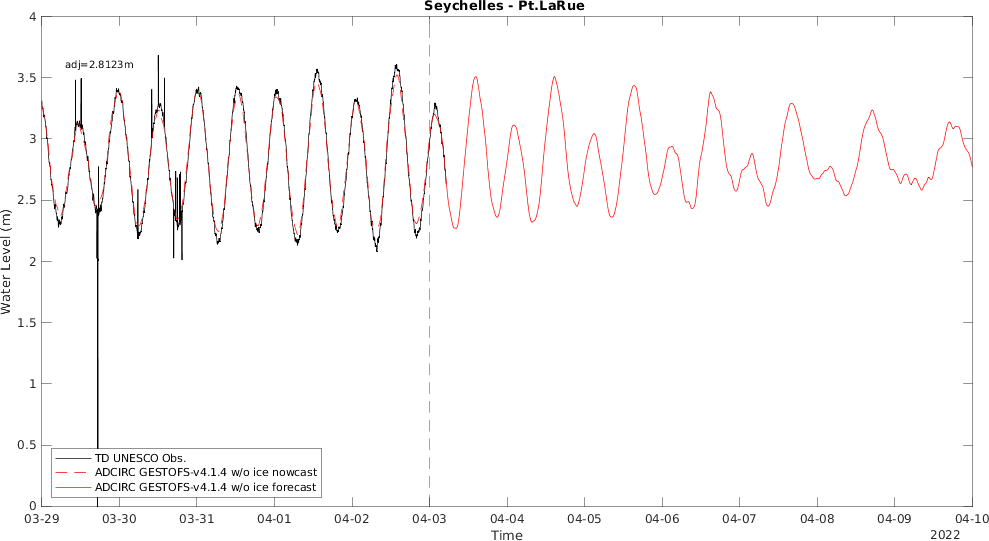 Seychelles - Pt.LaRue
4
adj=2.8123m
3.5
3
2.5
2
1.5
1
0.5
0
Water Level (m)
TD UNESCO Obs.
ADCIRC GESTOFS-v4.1.4 w/o ice nowcast
ADCIRC GESTOFS-v4.1.4 w/o ice forecast
03-29 03-30 03-31 04-01 04-02 04-03 04-04 04-05 04-06 04-07 04-08 04-09 04-10
Time
2022